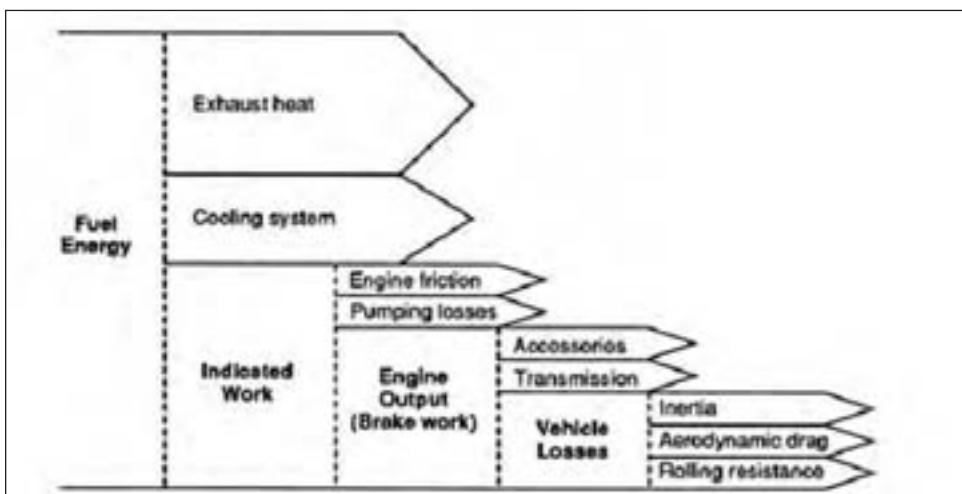 Exhaust heat
Cooling system
Fuel
Energy
Engine friction
Pumping losses
Indicated
Work
Engine
Output
(Brake work)
Accessories
Transmission
Vehicle
Losses
Inertia
Aerodynamic drag
Rolling resistance